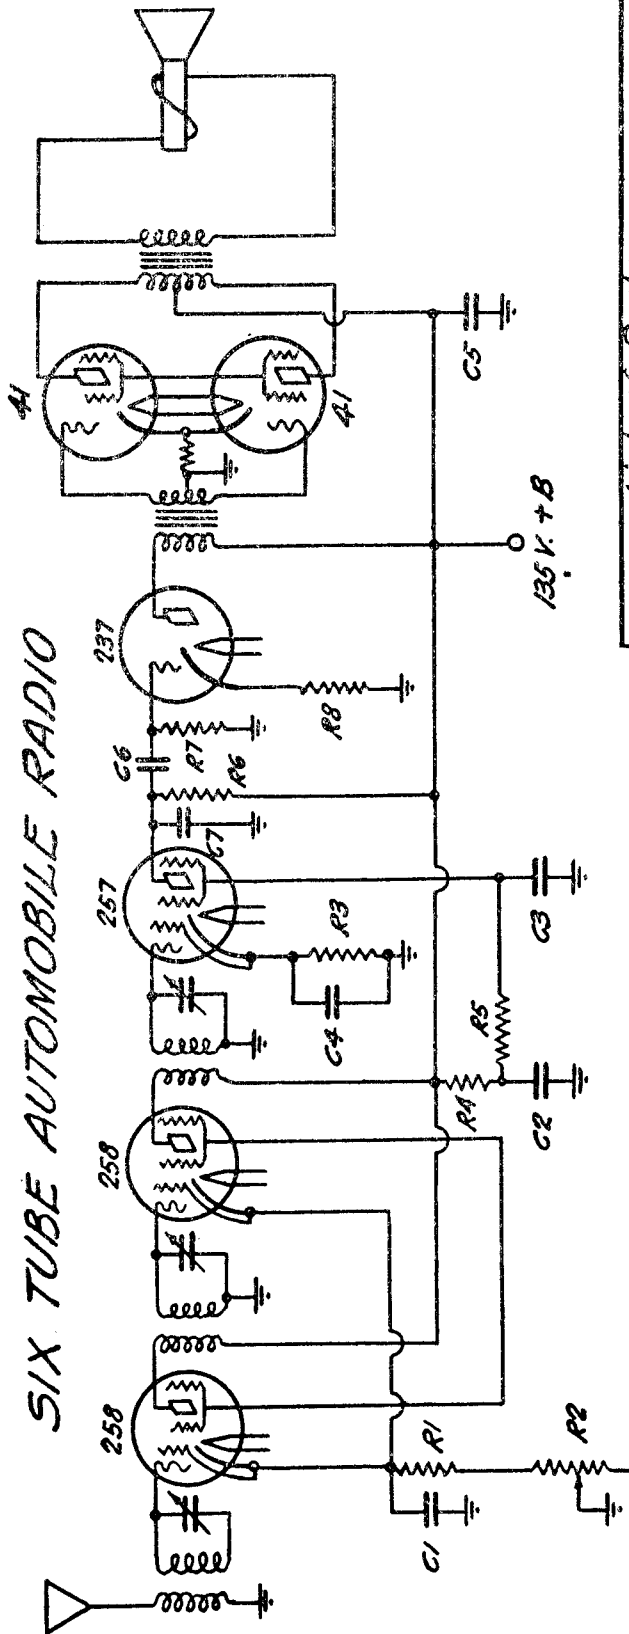 SIX TUBE AUTOMOBILE RADIO
258
258
257
237
41
41
C6
R7
R6
C7
R8
R3
C4
R5
R4
C2
C3
C5
135 V. + B
R1
C1
R2